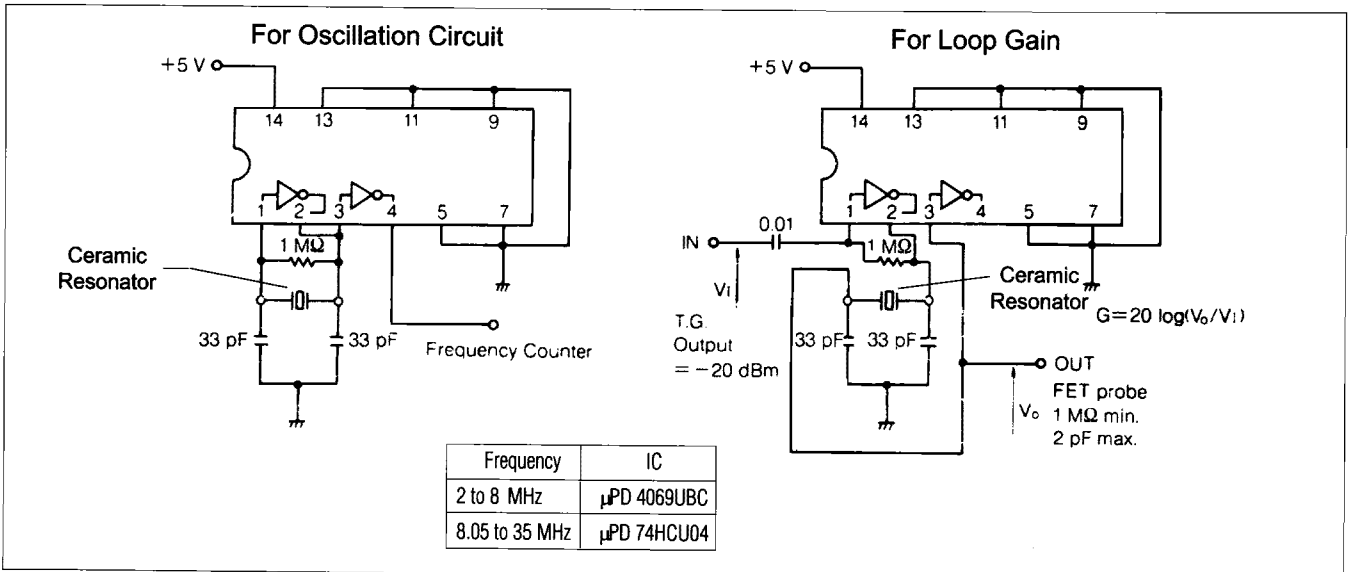 For Oscillation Circuit
+5 V
14 13 11 9
1 2 3 4 5 7
1 MΩ
Ceramic
Resonator
33 pF 33 pF
Frequency Counter
For Loop Gain
+5 V
14 13 11 9
1 2 3 4 5 7
0.01
IN
1 MΩ
VI
Ceramic
Resonator
G=20 log(Vo/VI)
T.G.
Output
= −20 dBm
33 pF 33 pF
OUT
FET probe
Vo
1 MΩ min.
2 pF max.
Frequency IC
2 to 8 MHz µPD 4069UBC
8.05 to 35 MHz µPD 74HCU04